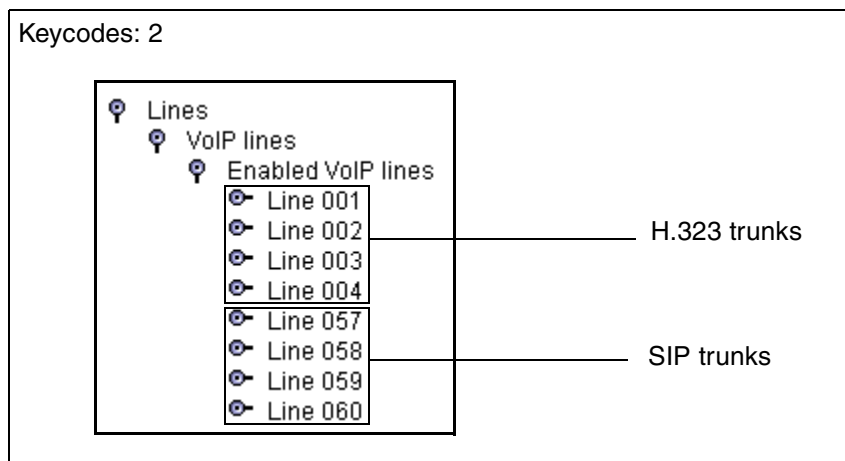 Keycodes: 2
Lines
VoIP lines
Enabled VoIP lines
Line 001
Line 002
Line 003
Line 004
H.323 trunks
Line 057
Line 058
Line 059
Line 060
SIP trunks